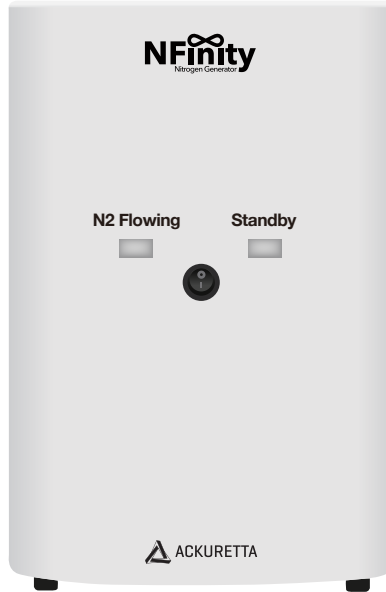 NFinity
Nitrogen Generator
N2 Flowing Standby
ACKURETTA